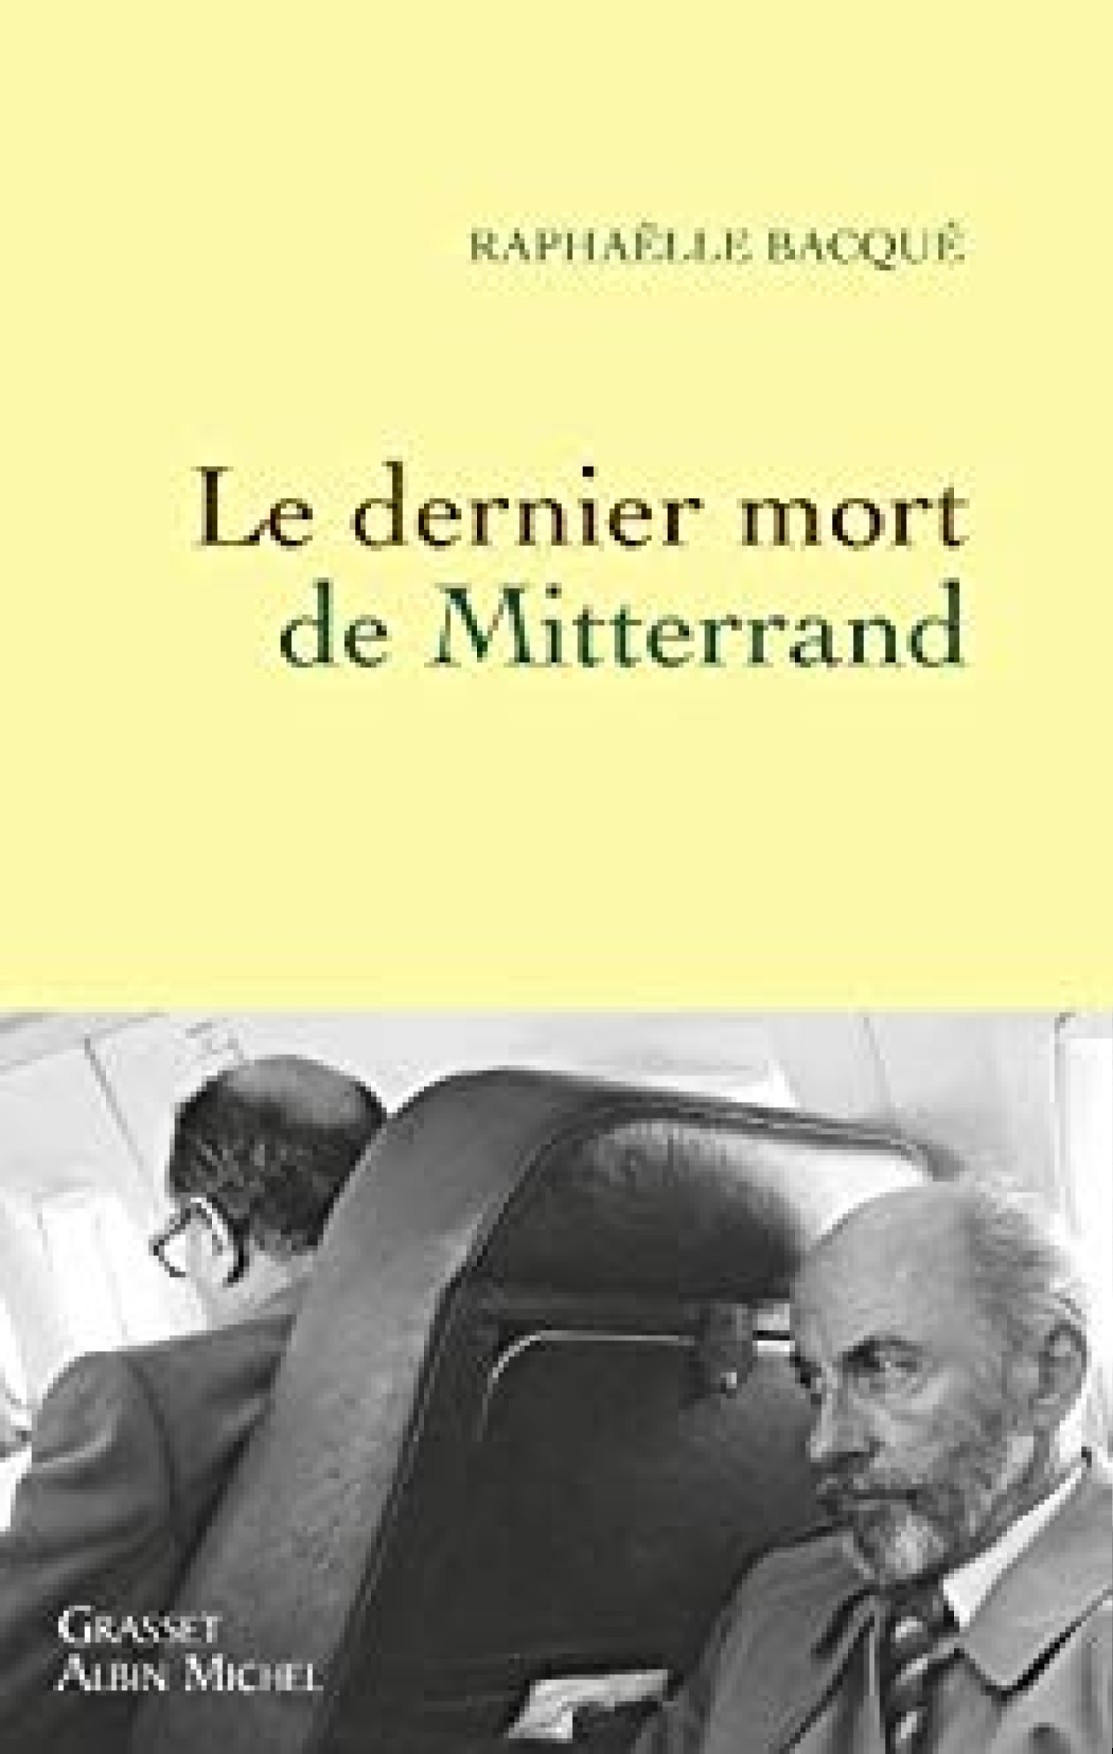 RAPHAËLLE BACQUÉ
Le dernier mort
de Mitterrand
GRASSET
ALBIN MICHEL